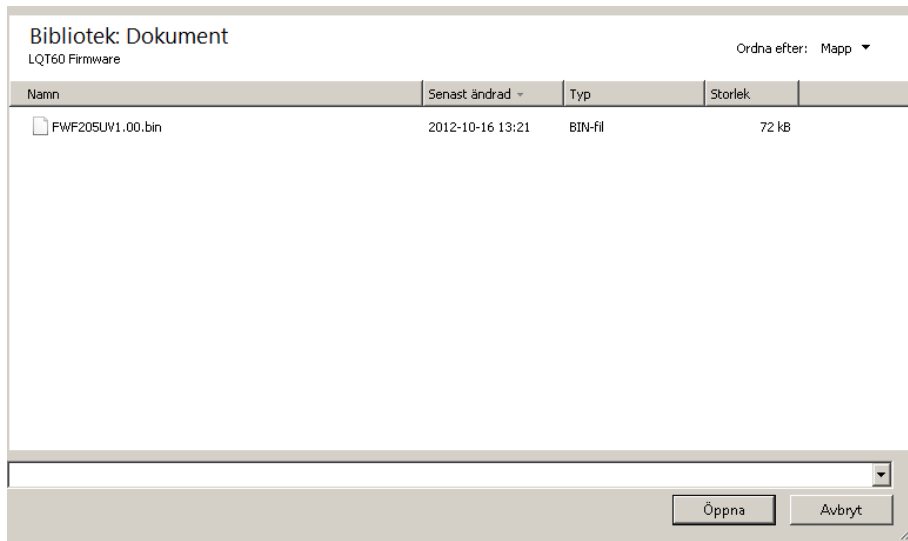 Bibliotek: Dokument
LQT60 Firmware
Ordna efter: Mapp
Namn Senast ändrad Typ Storlek
FWF205UV1.00.bin 2012-10-16 13:21 BIN-fil 72 kB
Öppna Avbryt